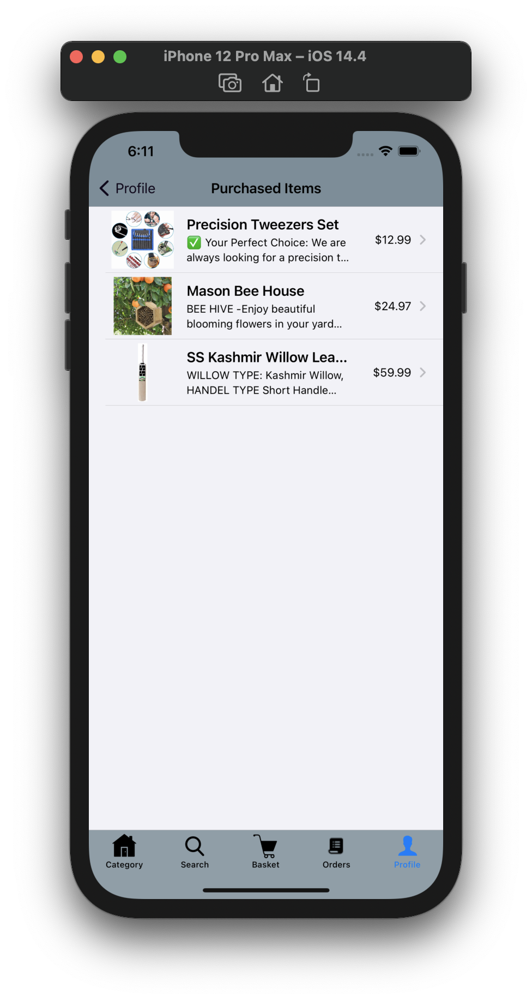 iPhone 12 Pro Max – iOS 14.4
6:11
Profile
Purchased Items
Precision Tweezers Set
✅ Your Perfect Choice: We are
always looking for a precision t...
$12.99
Mason Bee House
BEE HIVE -Enjoy beautiful
blooming flowers in your yard...
$24.97
SS Kashmir Willow Lea...
WILLOW TYPE: Kashmir Willow,
HANDEL TYPE Short Handle...
$59.99
Category
Search
Basket
Orders
Profile